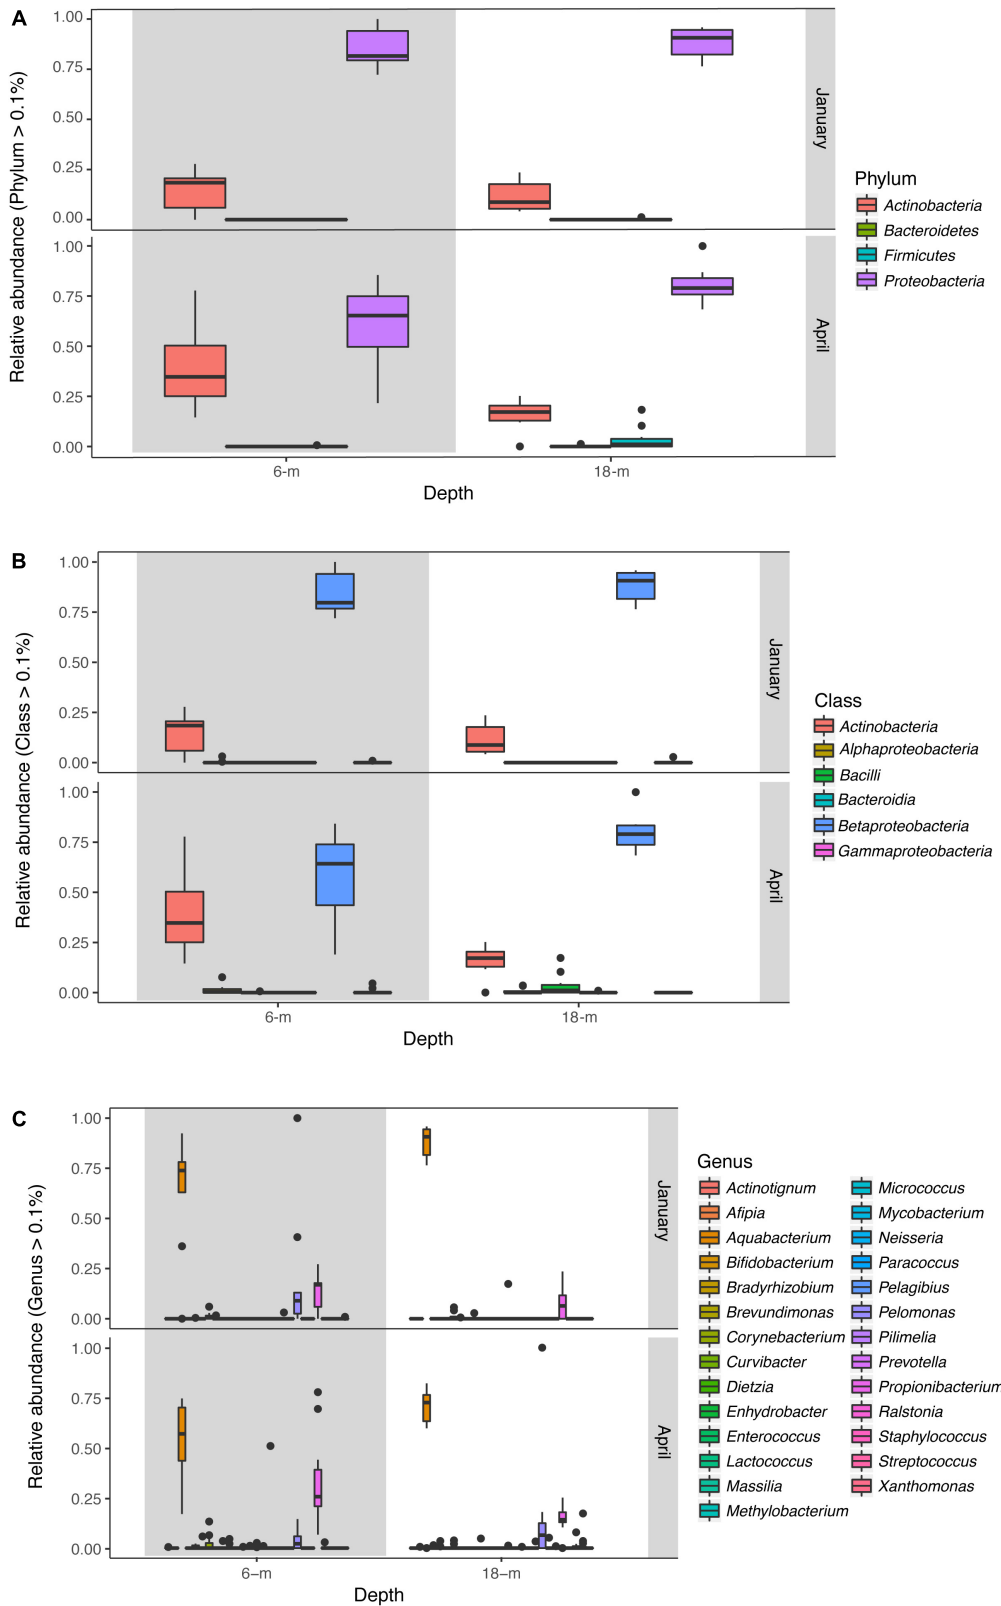 A
Relative abundance (Phylum > 0.1%)
1.00
0.75
0.50
0.25
0.00
January
1.00
0.75
0.50
0.25
0.00
April
6-m
18-m
Depth
Phylum
Actinobacteria
Bacteroidetes
Firmicutes
Proteobacteria
B
Relative abundance (Class > 0.1%)
1.00
0.75
0.50
0.25
0.00
January
1.00
0.75
0.50
0.25
0.00
April
6-m
18-m
Depth
Class
Actinobacteria
Alphaproteobacteria
Bacilli
Bacteroidia
Betaproteobacteria
Gammaproteobacteria
C
Relative abundance (Genus > 0.1%)
1.00
0.75
0.50
0.25
0.00
January
1.00
0.75
0.50
0.25
0.00
April
6–m
18–m
Depth
Genus
Actinotignum
Afipia
Aquabacterium
Bifidobacterium
Bradyrhizobium
Brevundimonas
Corynebacterium
Curvibacter
Dietzia
Enhydrobacter
Enterococcus
Lactococcus
Massilia
Methylobacterium
Micrococcus
Mycobacterium
Neisseria
Paracoccus
Pelagibius
Pelomonas
Pilimelia
Prevotella
Propionibacterium
Ralstonia
Staphylococcus
Streptococcus
Xanthomonas